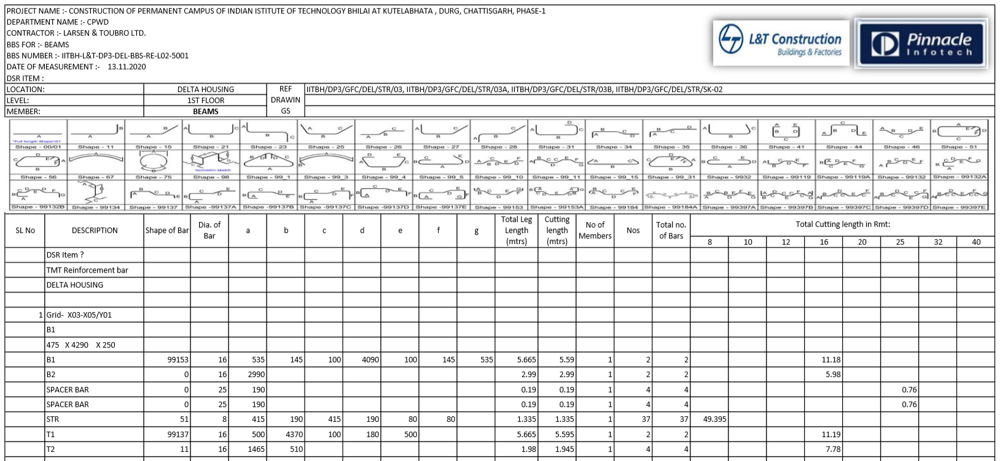 PROJECT NAME :- CONSTRUCTION OF PERMANENT CAMPUS OF INDIAN ISTITUTE OF TECHNOLOGY BHILAI AT KUTELABHATA , DURG, CHATTISGARH, PHASE-1
DEPARTMENT NAME :- CPWD
CONTRACTOR :- LARSEN & TOUBRO LTD.
BBS FOR :- BEAMS
BBS NUMBER :- IITBH-L&T-DP3-DEL-BBS-RE-L02-5001
DATE OF MEASUREMENT :- 13.11.2020
DSR ITEM :
L&T Construction
Buildings & Factories
Pinnacle
Infotech
LOCATION: DELTA HOUSING REF DRAWIN GS IITBH/DP3/GFC/DEL/STR/03, IITBH/DP3/GFC/DEL/STR/03A, IITBH/DP3/GFC/DEL/STR/03B, IITBH/DP3/GFC/DEL/STR/SK-02
LEVEL: 1ST FLOOR
MEMBER: BEAMS
*Full length Shape=01
Shape - 00/01 Shape - 11 Shape - 15 Shape - 21 Shape - 23 Shape - 25 Shape - 26 Shape - 27 Shape - 28 Shape - 31 Shape - 34 Shape - 35 Shape - 36 Shape - 41 Shape - 44 Shape - 46 Shape - 51
Isometric sketch
Shape - 56 Shape - 67 Shape - 75 Shape - 98 Shape - 99_1 Shape - 99_3 Shape - 99_4 Shape - 99_5 Shape - 99_10 Shape - 99_11 Shape - 99_15 Shape - 99_31 Shape - 9932 Shape - 99119 Shape - 99119A Shape - 99132 Shape - 99132A
Shape - 99132B Shape - 99134 Shape - 99137 Shape -99137A Shape -99137B Shape -99137C Shape -99137D Shape -99137E Shape - 99153 Shape - 99153A Shape - 99184 Shape - 99184A Shape - 99397A Shape - 99397B Shape - 99397C Shape - 99397D Shape - 99397E
SL No DESCRIPTION Shape of Bar Dia. of Bar a b c d e f g Total Leg Length (mtrs) Cutting length (mtrs) No of Members Nos Total no. of Bars Total Cutting length in Rmt:
8 10 12 16 20 25 32 40
DSR Item ?
TMT Reinforcement bar
DELTA HOUSING
1 Grid- X03-X05/Y01
B1
475 X 4290 X 250
B1 99153 16 535 145 100 4090 100 145 535 5.665 5.59 1 2 2 11.18
B2 0 16 2990 2.99 2.99 1 2 2 5.98
SPACER BAR 0 25 190 0.19 0.19 1 4 4 0.76
SPACER BAR 0 25 190 0.19 0.19 1 4 4 0.76
STR 51 8 415 190 415 190 80 80 1.335 1.335 1 37 37 49.395
T1 99137 16 500 4370 100 180 500 5.665 5.595 1 2 2 11.19
T2 11 16 1465 510 1.98 1.945 1 4 4 7.78